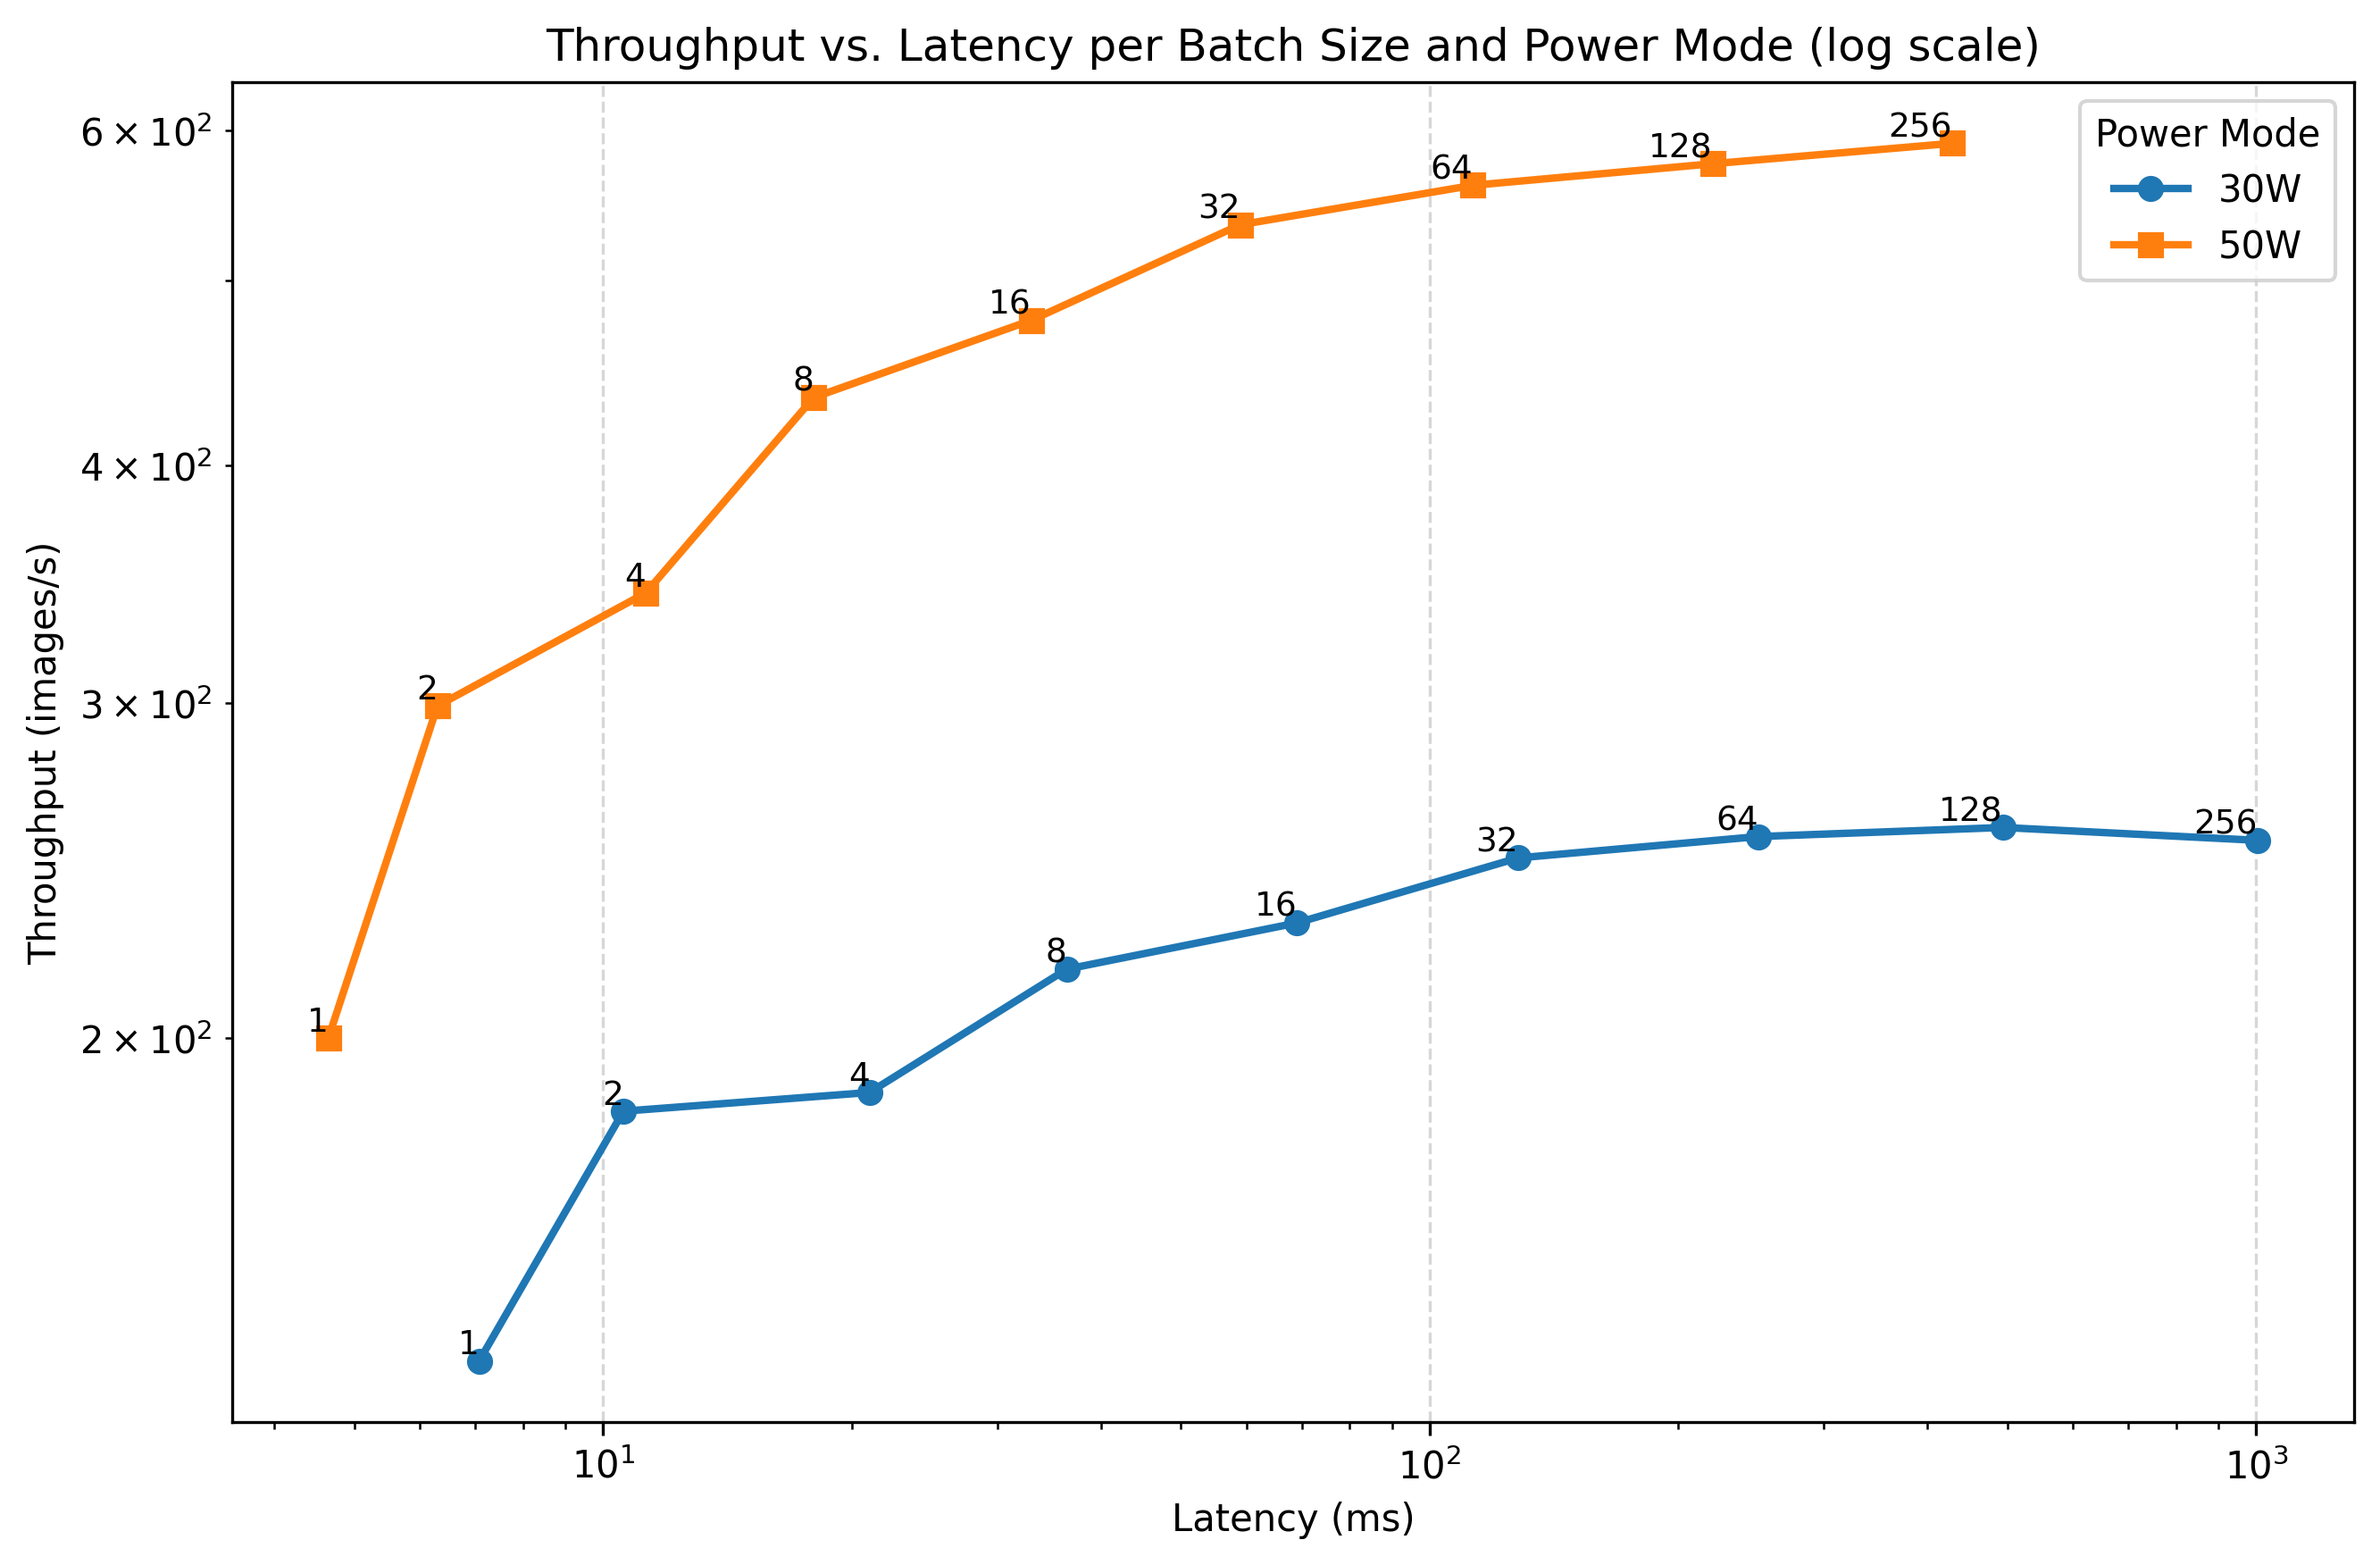 Throughput vs. Latency per Batch Size and Power Mode (log scale)
6 × 10²
4 × 10²
3 × 10²
2 × 10²
Throughput (images/s)
256
128
64
32
16
8
4
2
1
128
64
256
32
16
8
4
2
1
Power Mode
30W
50W
10¹
10²
10³
Latency (ms)